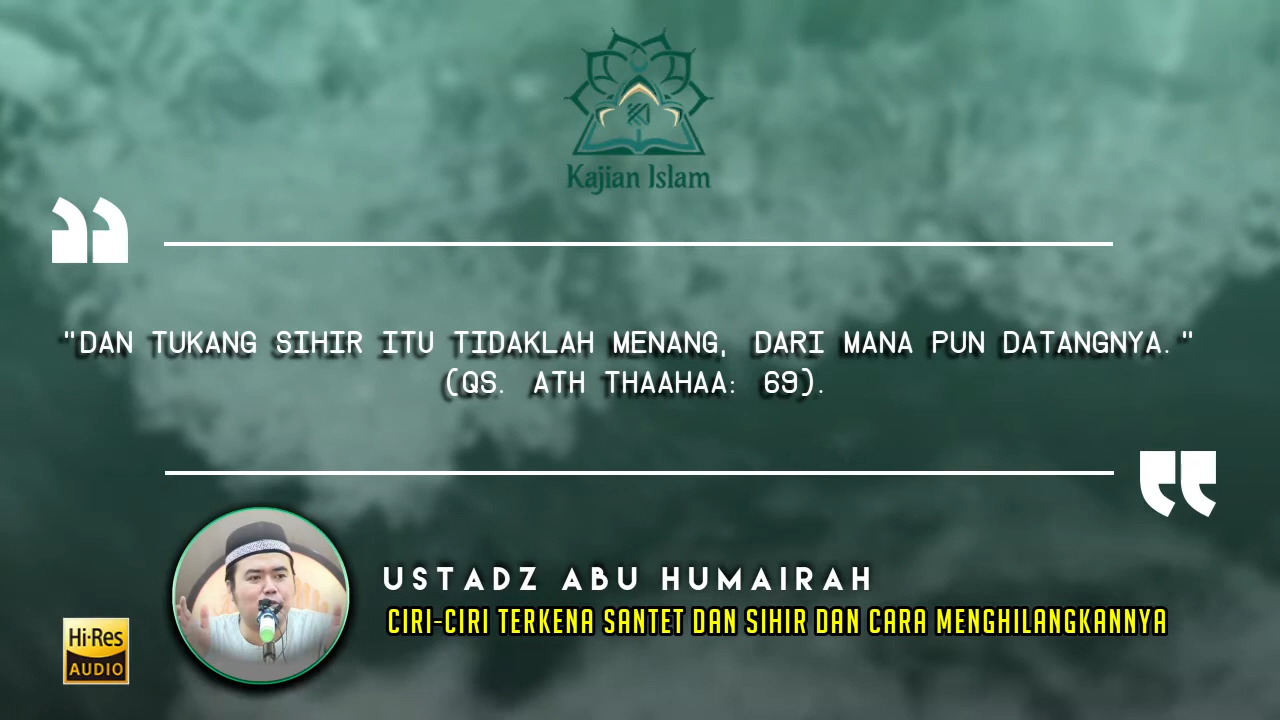 Kajian Islam
"DAN TUKANG SIHIR ITU TIDAKLAH MENANG, DARI MANA PUN DATANGNYA."
(QS. ATH THAAHAA: 69).
USTADZ ABU HUMAIRAH
CIRI-CIRI TERKENA SANTET DAN SIHIR DAN CARA MENGHILANGKANNYA
Hi-Res
AUDIO